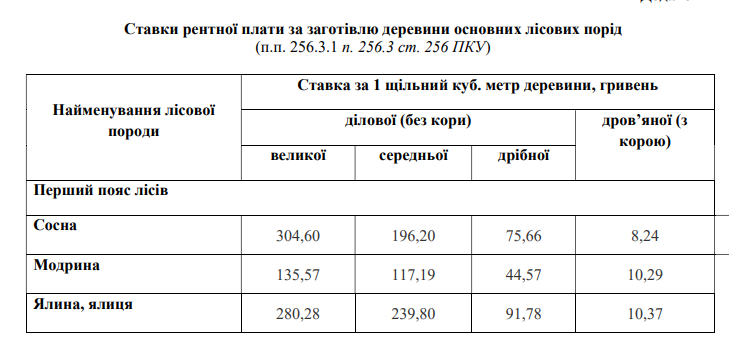 Ставки рентної плати за заготівлю деревини основних лісових порід
(п.п. 256.3.1 п. 256.3 ст. 256 ПКУ)
Найменування лісової породи
Ставка за 1 щільний куб. метр деревини, гривень
ділової (без кори)
дров’яної (з корою)
великої середньої дрібної
Перший пояс лісів
Сосна 304,60 196,20 75,66 8,24
Модрина 135,57 117,19 44,57 10,29
Ялина, ялиця 280,28 239,80 91,78 10,37